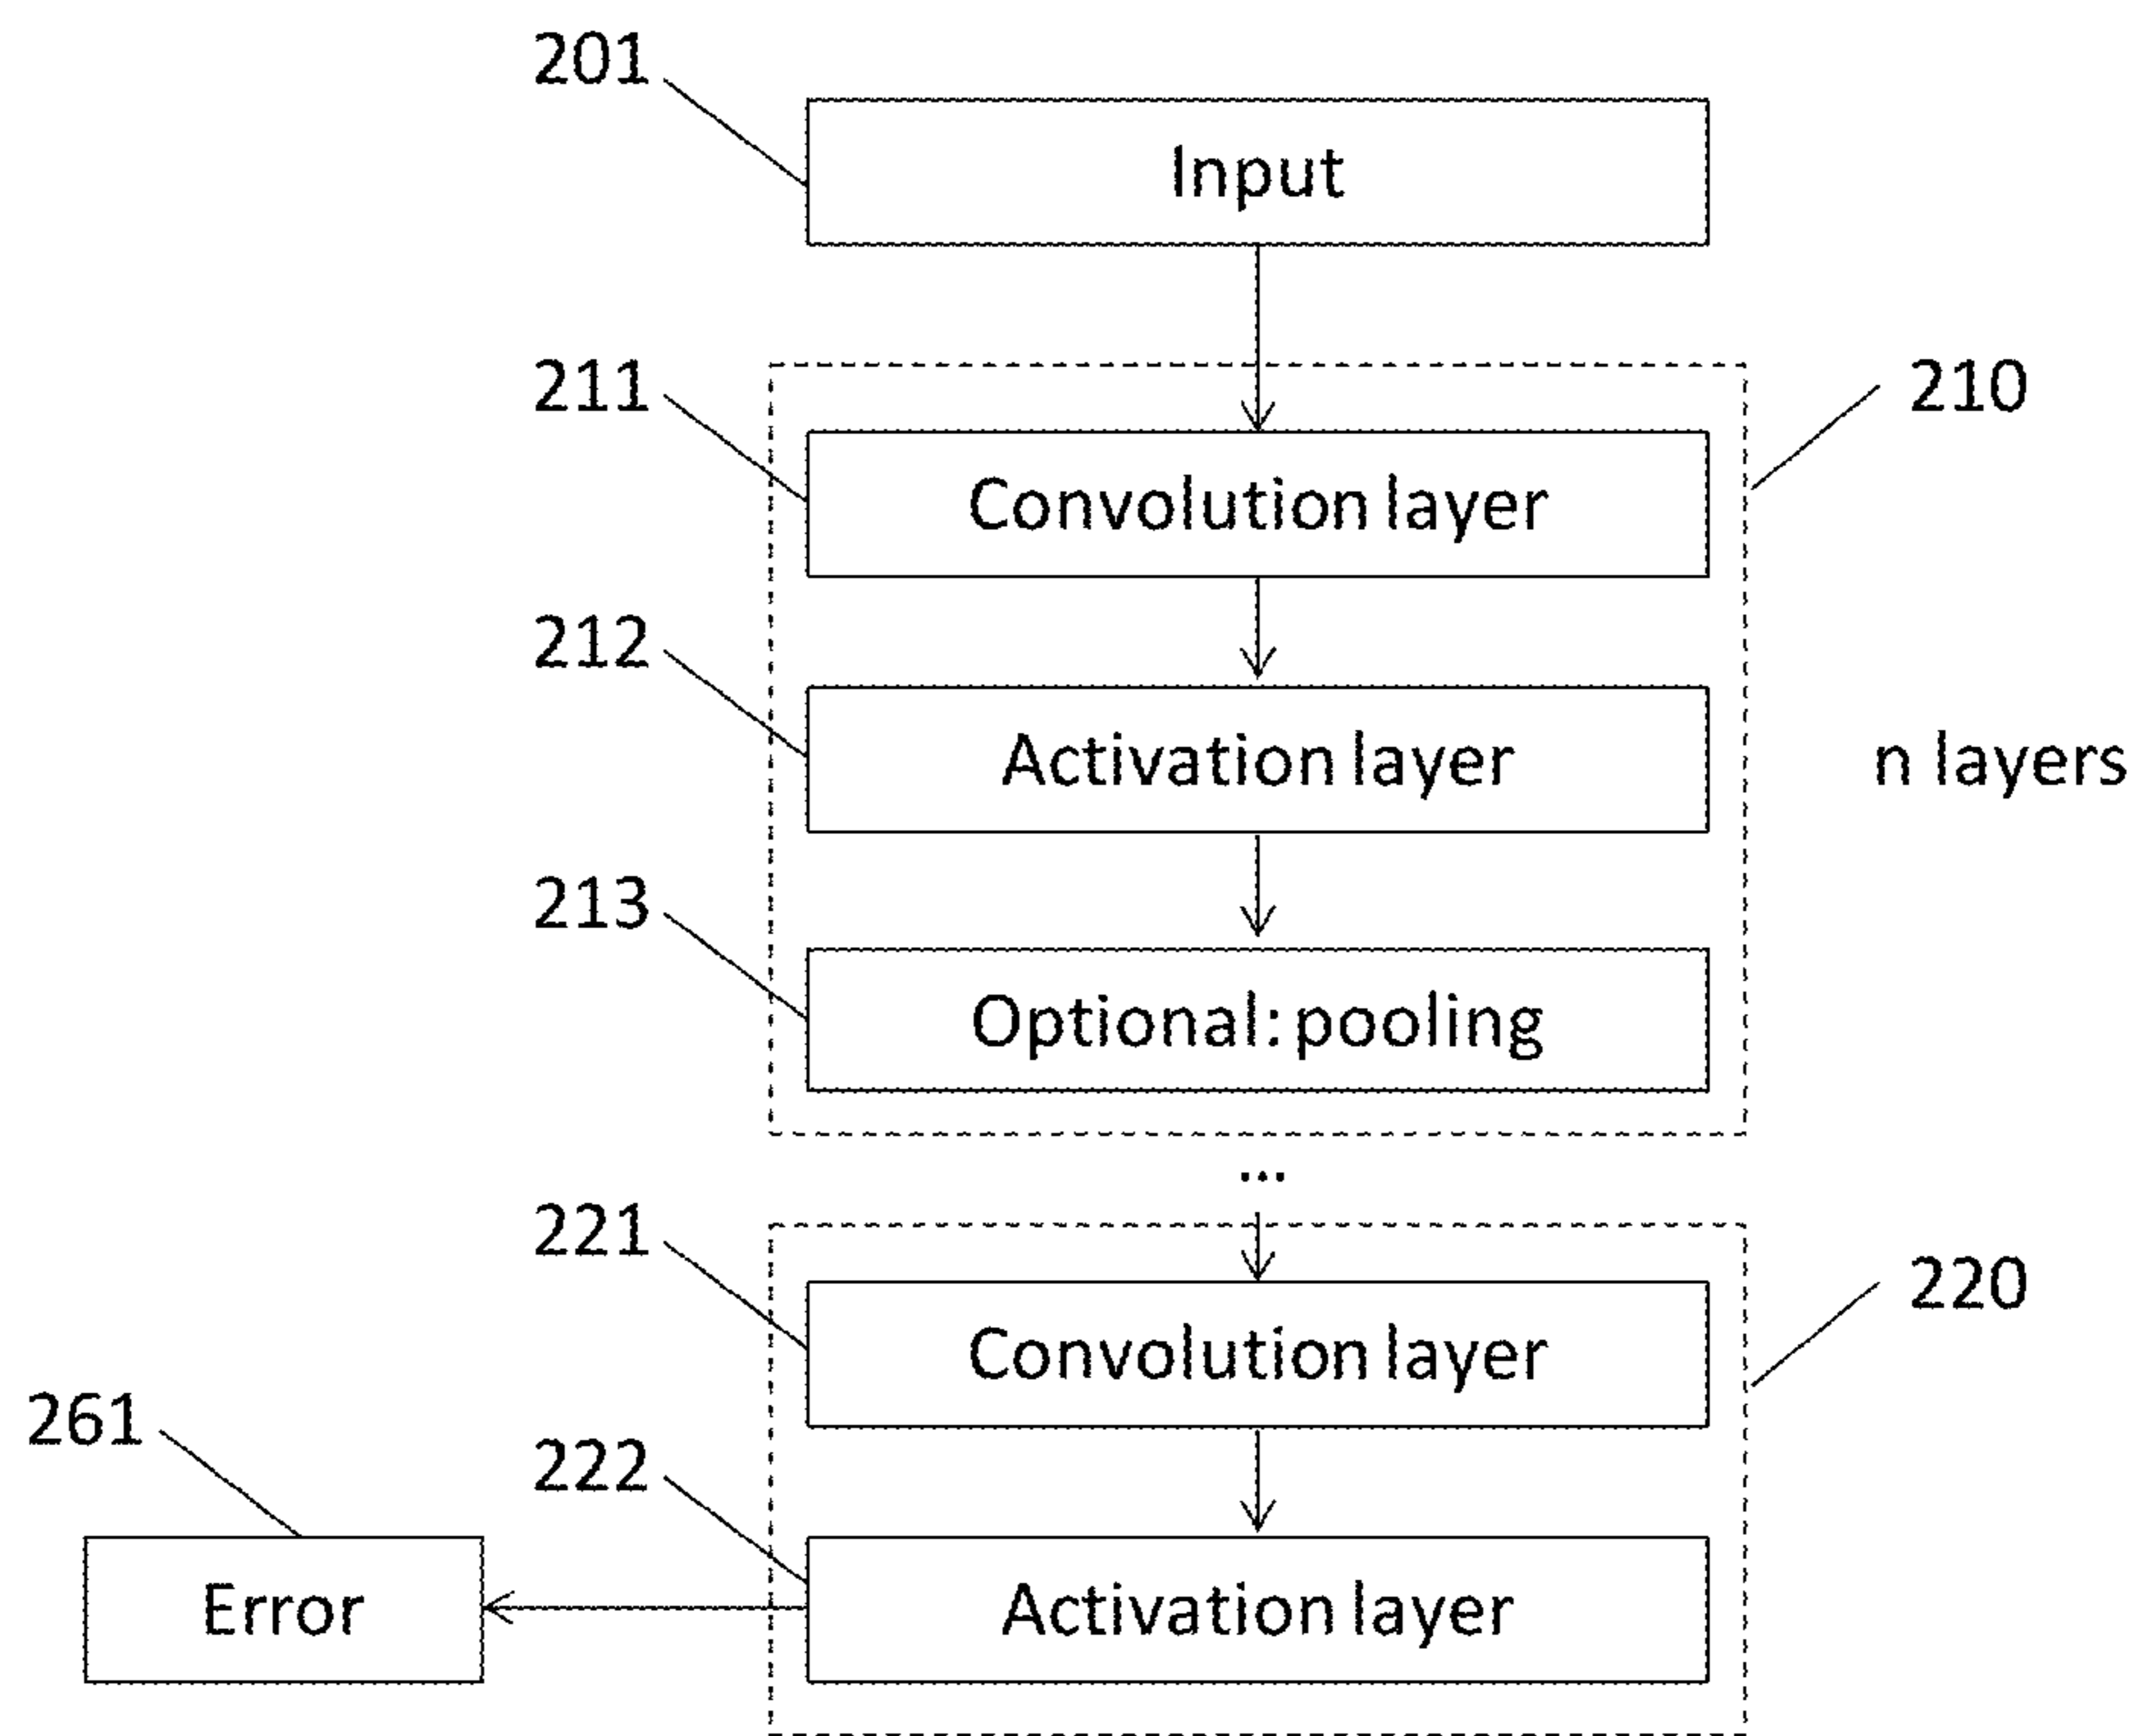 201
Input
211
210
Convolution layer
212
Activation layer
n layers
213
Optional: pooling
...
221
Convolution layer
220
261
222
Error
Activation layer